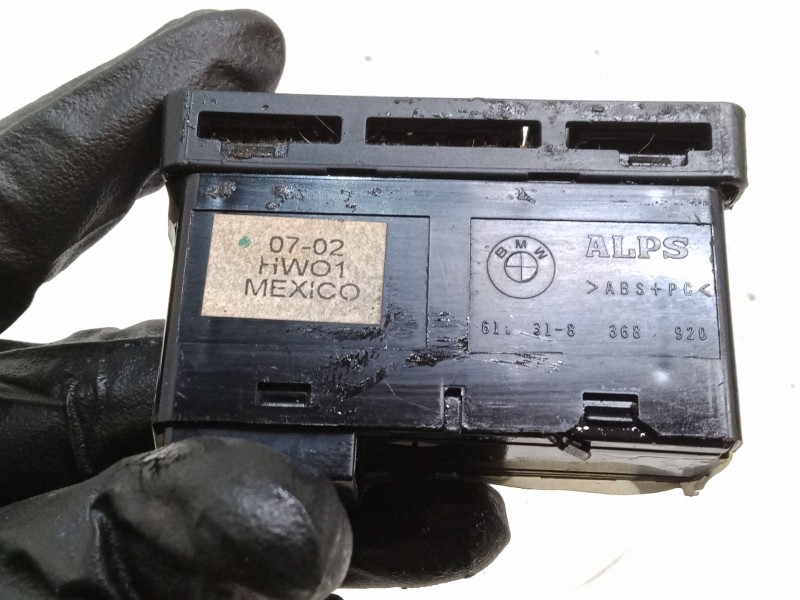 07-02
HW01
MEXICO
BMW
ALPS
>ABS+PC<
61. 31-8 368 920